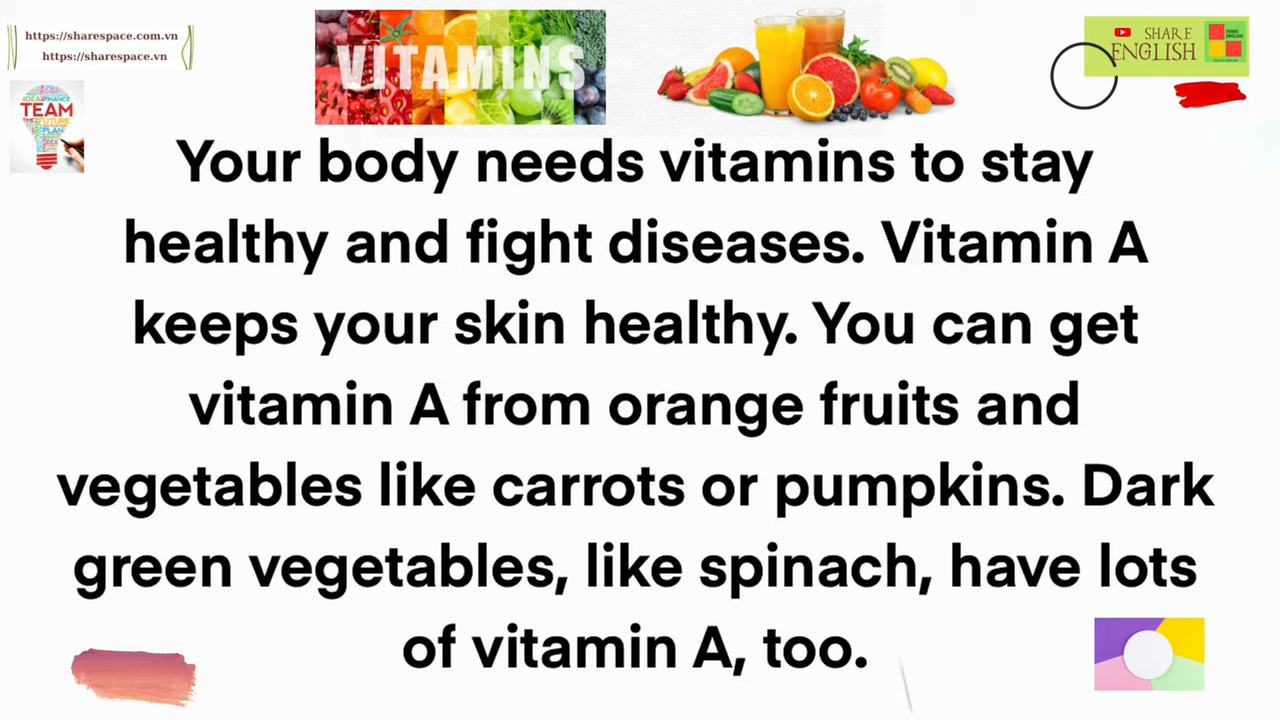 https://sharespace.com.vn
https://sharespace.vn
VITAMINS
SHARE
ENGLISH
TEAM
PLAN
Your body needs vitamins to stay
healthy and fight diseases. Vitamin A
keeps your skin healthy. You can get
vitamin A from orange fruits and
vegetables like carrots or pumpkins. Dark
green vegetables, like spinach, have lots
of vitamin A, too.